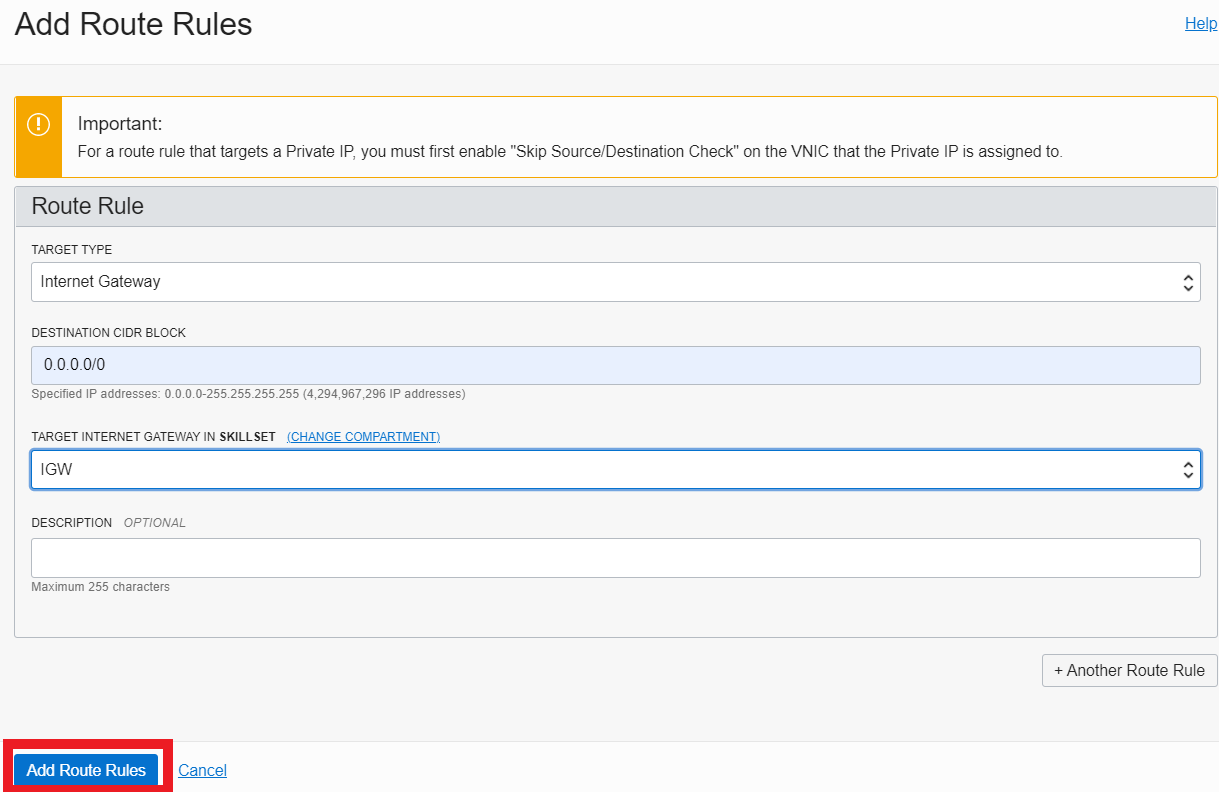 Add Route Rules
Help
Important:
For a route rule that targets a Private IP, you must first enable "Skip Source/Destination Check" on the VNIC that the Private IP is assigned to.
Route Rule
TARGET TYPE
Internet Gateway
DESTINATION CIDR BLOCK
0.0.0.0/0
Specified IP addresses: 0.0.0.0-255.255.255.255 (4,294,967,296 IP addresses)
TARGET INTERNET GATEWAY IN SKILLSET (CHANGE COMPARTMENT)
IGW
DESCRIPTION OPTIONAL
Maximum 255 characters
+ Another Route Rule
Add Route Rules Cancel